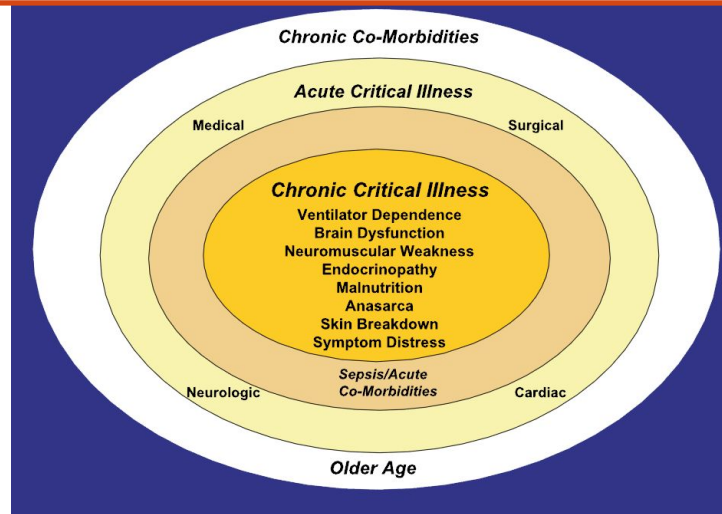 Chronic Co-Morbidities
Acute Critical Illness
Medical
Surgical
Chronic Critical Illness
Ventilator Dependence
Brain Dysfunction
Neuromuscular Weakness
Endocrinopathy
Malnutrition
Anasarca
Skin Breakdown
Symptom Distress
Sepsis/Acute
Co-Morbidities
Neurologic
Cardiac
Older Age